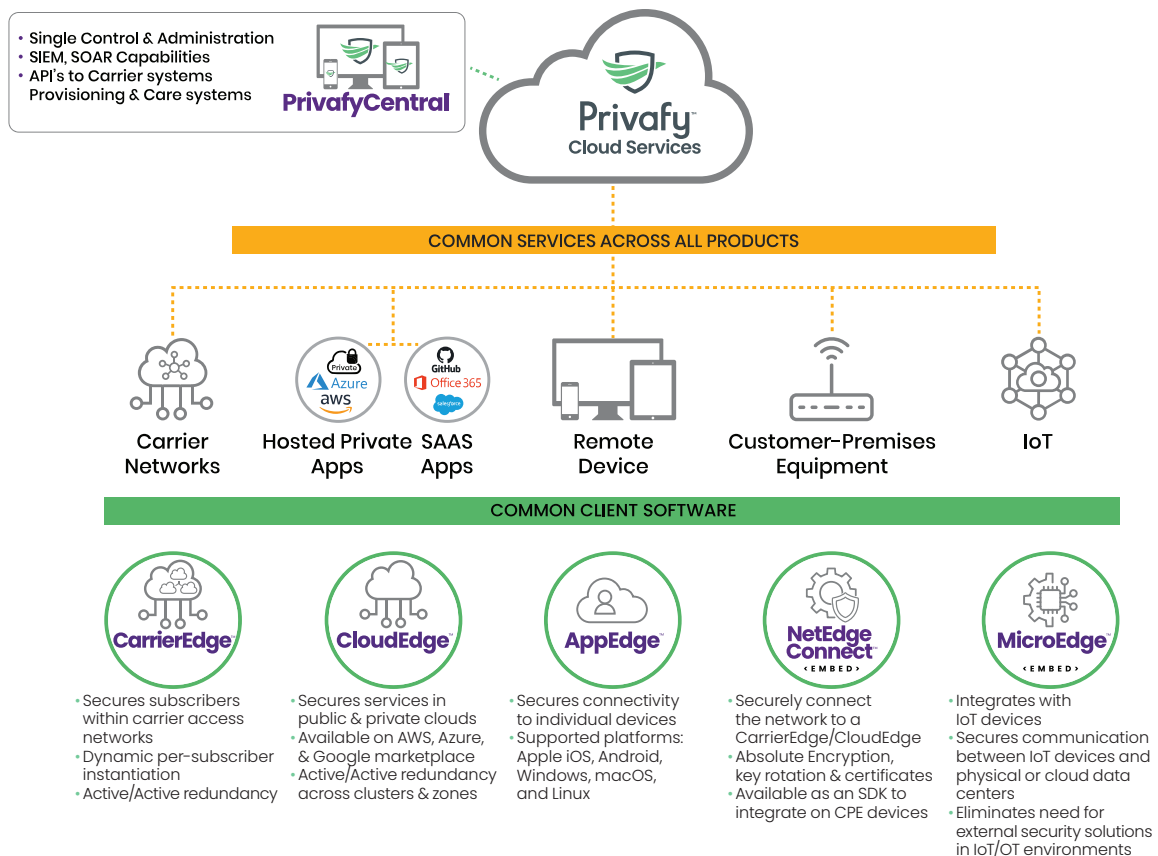 • Single Control & Administration
• SIEM, SOAR Capabilities
• API's to Carrier systems
Provisioning & Care systems
PrivafyCentral
Privafy™
Cloud Services
COMMON SERVICES ACROSS ALL PRODUCTS
Carrier
Networks
Private
Azure
aws
Hosted Private
Apps
GitHub
Office 365
salesforce
SAAS
Apps
Remote
Device
Customer-Premises
Equipment
IoT
COMMON CLIENT SOFTWARE
CarrierEdge™
• Secures subscribers
within carrier access
networks
• Dynamic per-subscriber
instantiation
• Active/Active redundancy
CloudEdge™
• Secures services in
public & private clouds
• Available on AWS, Azure,
& Google marketplace
• Active/Active redundancy
across clusters & zones
AppEdge™
• Secures connectivity
to individual devices
• Supported platforms:
Apple iOS, Android,
Windows, macOS,
and Linux
NetEdge
Connect™
<EMBED>
• Securely connect
the network to a
CarrierEdge/CloudEdge
• Absolute Encryption,
key rotation & certificates
• Available as an SDK to
integrate on CPE devices
MicroEdge™
<EMBED>
• Integrates with
IoT devices
• Secures communication
between IoT devices and
physical or cloud data
centers
• Eliminates need for
external security solutions
in IoT/OT environments